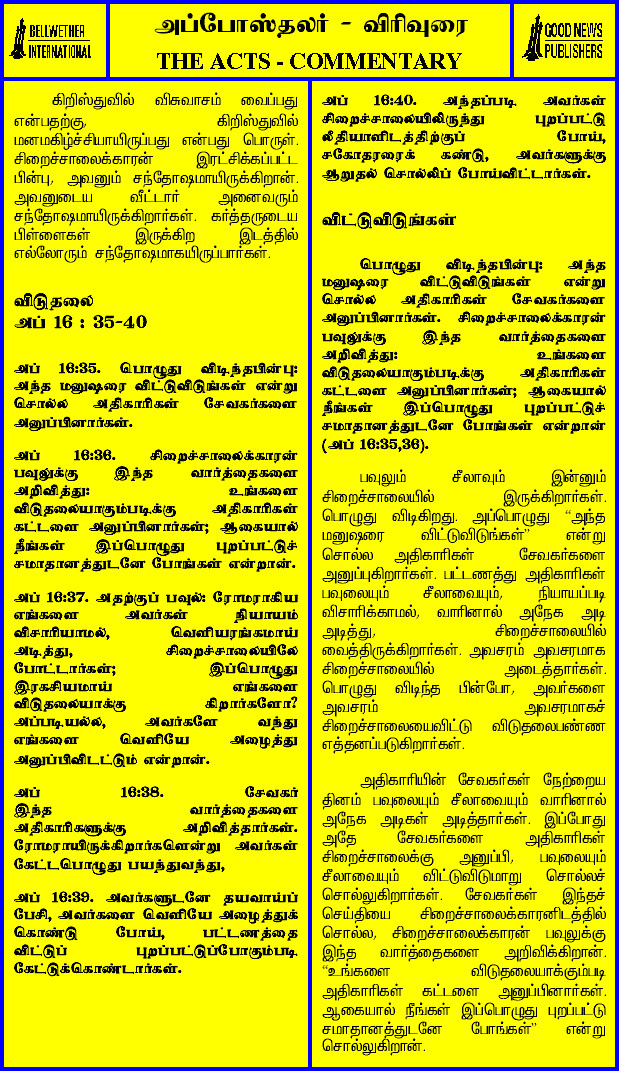 BELLWETHER
INTERNATIONAL
அப்போஸ்தலர் - விரிவுரை
THE ACTS - COMMENTARY
GOOD NEWS
PUBLISHERS
கிறிஸ்துவில் விசுவாசம் வைப்பது
என்பதற்கு, கிறிஸ்துவில்
மனமகிழ்ச்சியாயிருப்பது என்பது பொருள்.
சிறைச்சாலைக்காரன் இரட்சிக்கப்பட்ட
பின்பு, அவனும் சந்தோஷமாயிருக்கிறான்.
அவனுடைய வீட்டார் அனைவரும்
சந்தோஷமாயிருக்கிறார்கள். கர்த்தருடைய
பிள்ளைகள் இருக்கிற இடத்தில்
எல்லோரும் சந்தோஷமாகயிருப்பார்கள்.
விடுதலை
அப் 16 : 35-40
அப் 16:35. பொழுது விடிந்தபின்பு:
அந்த மனுஷரை விட்டுவிடுங்கள் என்று
சொல்ல அதிகாரிகள் சேவகர்களை
அனுப்பினார்கள்.
அப் 16:36. சிறைச்சாலைக்காரன்
பவுலுக்கு இந்த வார்த்தைகளை
அறிவித்து: உங்களை
விடுதலையாகும்படிக்கு அதிகாரிகள்
கட்டளை அனுப்பினார்கள்; ஆகையால்
நீங்கள் இப்பொழுது புறப்பட்டுச்
சமாதானத்துடனே போங்கள் என்றான்.
அப் 16:37. அதற்குப் பவுல்: ரோமராகிய
எங்களை அவர்கள் நியாயம்
விசாரியாமல், வெளியரங்கமாய்
அடித்து, சிறைச்சாலையிலே
போட்டார்கள்; இப்பொழுது
இரகசியமாய் எங்களை
விடுதலையாக்கு கிறார்களோ?
அப்படியல்ல, அவர்களே வந்து
எங்களை வெளியே அழைத்து
அனுப்பிவிடட்டும் என்றான்.
அப் 16:38. சேவகர்
இந்த வார்த்தைகளை
அதிகாரிகளுக்கு அறிவித்தார்கள்.
ரோமராயிருக்கிறார்களென்று அவர்கள்
கேட்டபொழுது பயந்துவந்து,
அப் 16:39. அவர்களுடனே தயவாய்ப்
பேசி, அவர்களை வெளியே அழைத்துக்
கொண்டு போய், பட்டணத்தை
விட்டுப் புறப்பட்டுப்போகும்படி
கேட்டுக்கொண்டார்கள்.
அப் 16:40. அந்தப்படி அவர்கள்
சிறைச்சாலையிலிருந்து புறப்பட்டு
லீதியாளிடத்திற்குப் போய்,
சகோதரரைக் கண்டு, அவர்களுக்கு
ஆறுதல் சொல்லிப் போய்விட்டார்கள்.
விட்டுவிடுங்கள்
பொழுது விடிந்தபின்பு: அந்த
மனுஷரை விட்டுவிடுங்கள் என்று
சொல்ல அதிகாரிகள் சேவகர்களை
அனுப்பினார்கள். சிறைச்சாலைக்காரன்
பவுலுக்கு இந்த வார்த்தைகளை
அறிவித்து: உங்களை
விடுதலையாகும்படிக்கு அதிகாரிகள்
கட்டளை அனுப்பினார்கள்; ஆகையால்
நீங்கள் இப்பொழுது புறப்பட்டுச்
சமாதானத்துடனே போங்கள் என்றான்
(அப் 16:35,36).
பவுலும் சீலாவும் இன்னும்
சிறைச்சாலையில் இருக்கிறார்கள்.
பொழுது விடிகிறது. அப்பொழுது “அந்த
மனுஷரை விட்டுவிடுங்கள்” என்று
சொல்ல அதிகாரிகள் சேவகர்களை
அனுப்புகிறார்கள். பட்டணத்து அதிகாரிகள்
பவுலையும் சீலாவையும், நியாயப்படி
விசாரிக்காமல், வாரினால் அநேக அடி
அடித்து, சிறைச்சாலையில்
வைத்திருக்கிறார்கள். அவசரம் அவசரமாக
சிறைச்சாலையில் அடைத்தார்கள்.
பொழுது விடிந்த பின்போ, அவர்களை
அவசரம் அவசரமாகச்
சிறைச்சாலையைவிட்டு விடுதலைபண்ண
எத்தனப்படுகிறார்கள்.
அதிகாரியின் சேவகர்கள் நேற்றைய
தினம் பவுலையும் சீலாவையும் வாரினால்
அநேக அடிகள் அடித்தார்கள். இப்போது
அதே சேவகர்களை அதிகாரிகள்
சிறைச்சாலைக்கு அனுப்பி, பவுலையும்
சீலாவையும் விட்டுவிடுமாறு சொல்லச்
சொல்லுகிறார்கள். சேவகர்கள் இந்தச்
செய்தியை சிறைச்சாலைக்காரனிடத்தில்
சொல்ல, சிறைச்சாலைக்காரன் பவுலுக்கு
இந்த வார்த்தைகளை அறிவிக்கிறான்.
“உங்களை விடுதலையாக்கும்படி
அதிகாரிகள் கட்டளை அனுப்பினார்கள்.
ஆகையால் நீங்கள் இப்பொழுது புறப்பட்டு
சமாதானத்துடனே போங்கள்” என்று
சொல்லுகிறான்.